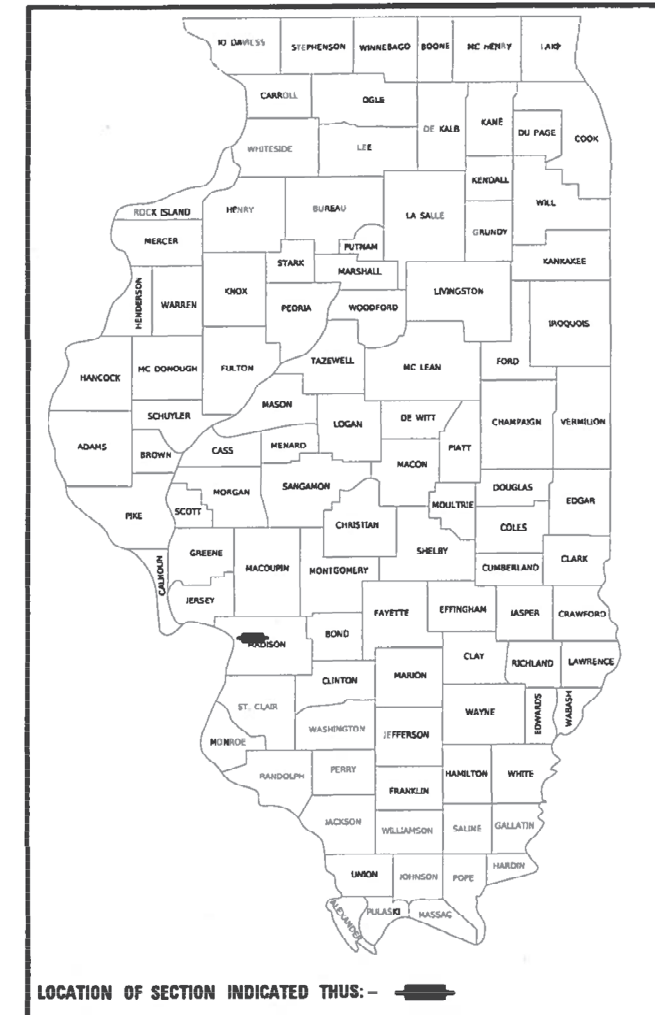 JO DAVIESS STEPHENSON WINNEBAGO BOONE MC HENRY LAKE
CARROLL OGLE DE KALB KANE DU PAGE COOK
WHITESIDE LEE
KENDALL WILL
ROCK ISLAND HENRY BUREAU LA SALLE GRUNDY
MERCER PUTNAM
STARK MARSHALL KANKAKEE
HENDERSON WARREN KNOX PEORIA WOODFORD LIVINGSTON IROQUOIS
HANCOCK MC DONOUGH FULTON TAZEWELL MC LEAN FORD
MASON
SCHUYLER LOGAN DE WITT CHAMPAIGN VERMILION
ADAMS BROWN CASS MENARD PIATT
MACON
PIKE SCOTT MORGAN SANGAMON MOULTRIE DOUGLAS EDGAR
CHRISTIAN COLES
CALHOUN GREENE MACOUPIN MONTGOMERY SHELBY CUMBERLAND CLARK
JERSEY FAYETTE EFFINGHAM JASPER CRAWFORD
MADISON BOND
CLAY RICHLAND LAWRENCE
CLINTON MARION
ST. CLAIR WAYNE EDWARDS WABASH
MONROE WASHINGTON JEFFERSON
RANDOLPH PERRY HAMILTON WHITE
FRANKLIN
JACKSON WILLIAMSON SALINE GALLATIN
HARDIN
UNION JOHNSON POPE
ALEXANDER PULASKI MASSAC
LOCATION OF SECTION INDICATED THUS: –